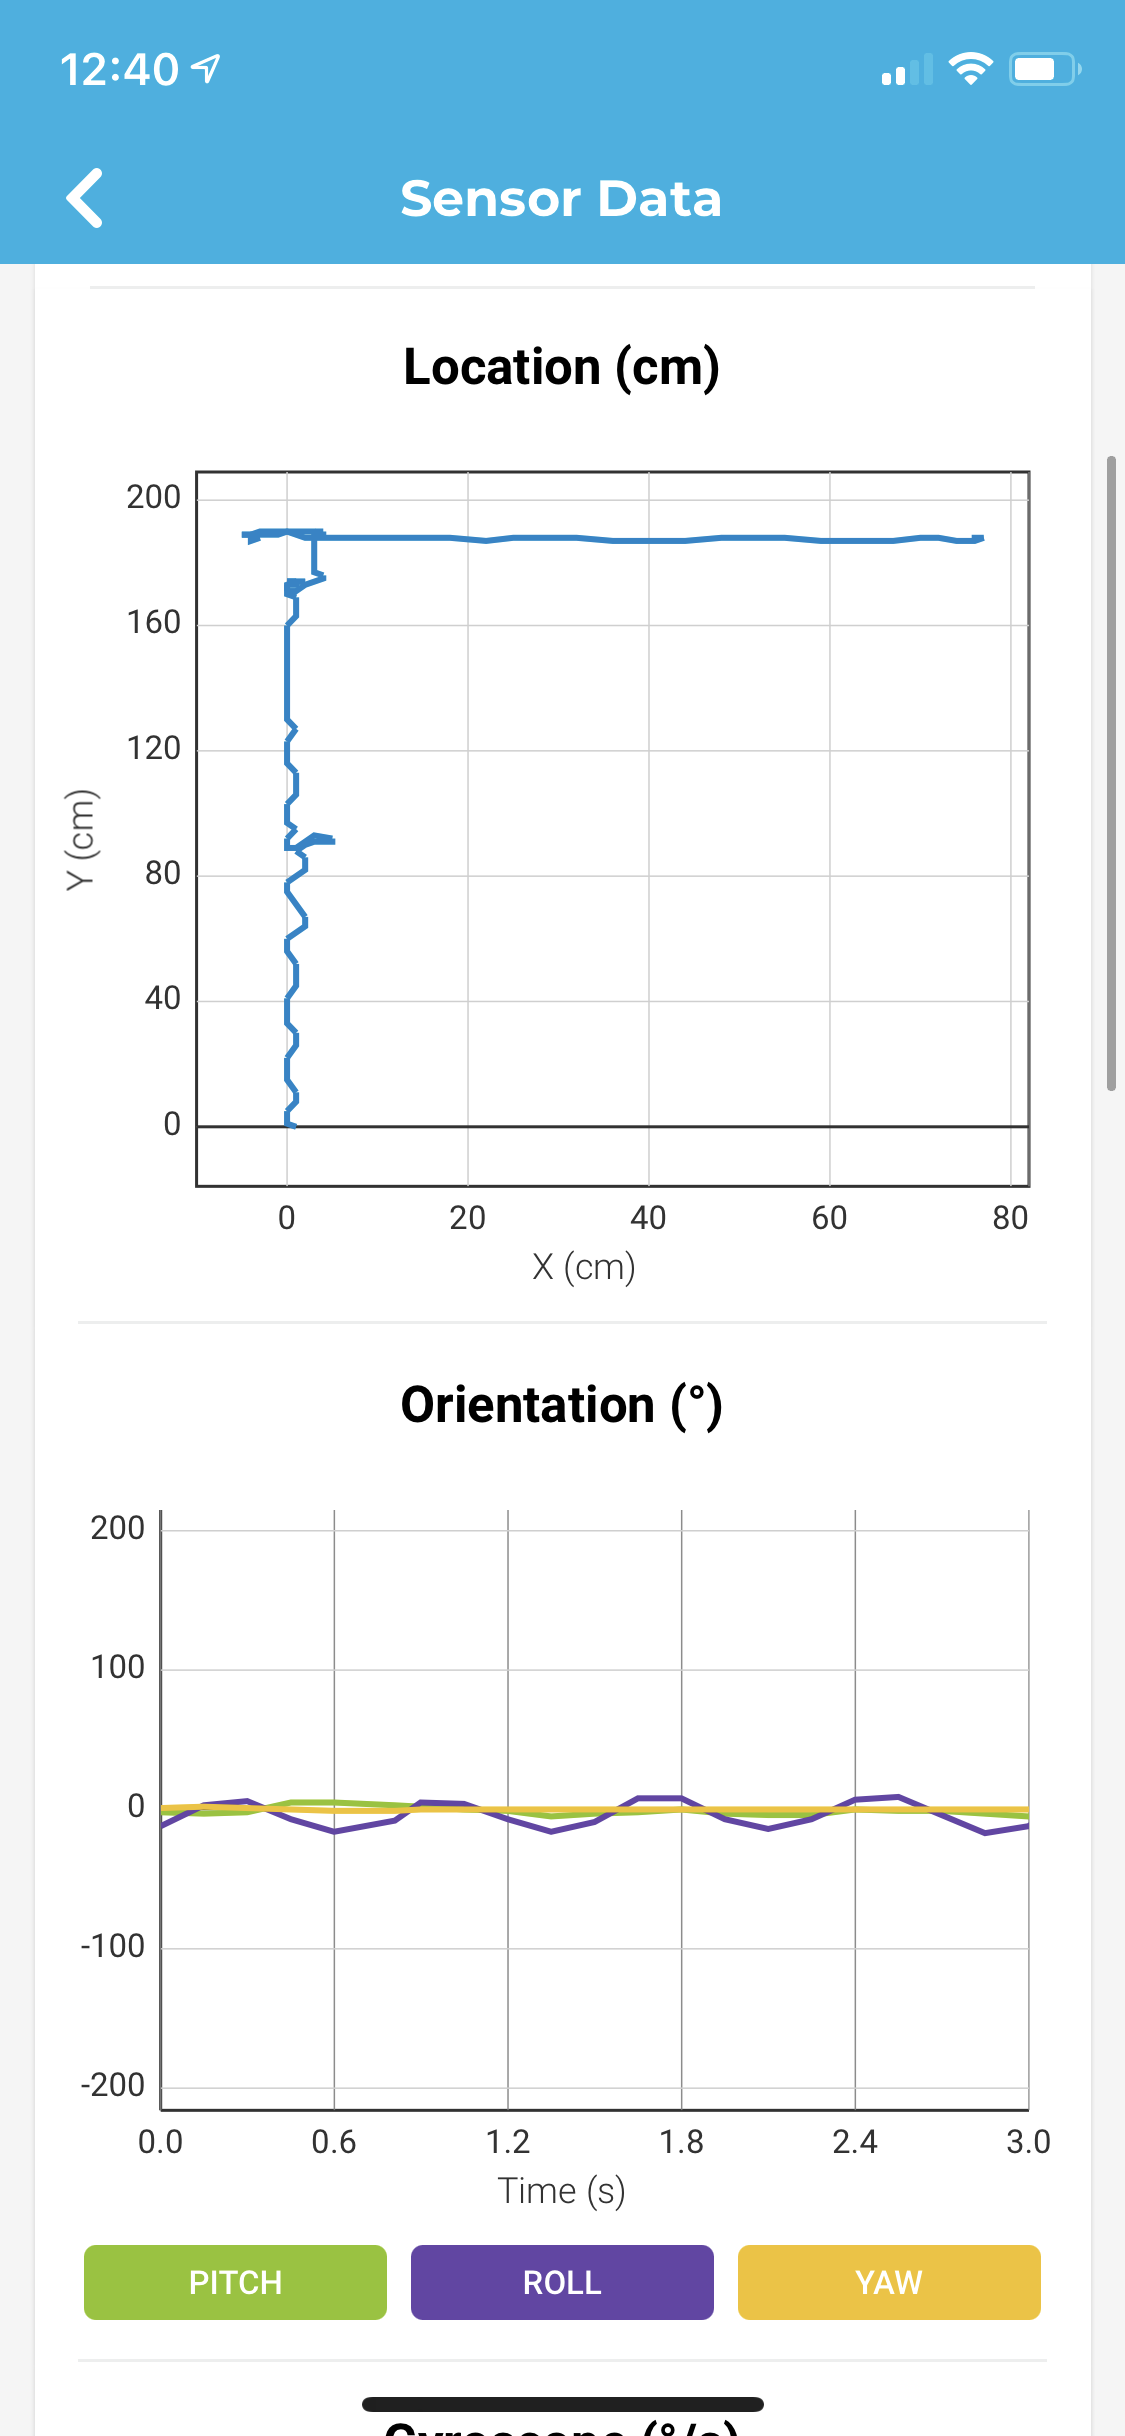 12:40
Sensor Data
Location (cm)
200
160
120
80
40
0
Y (cm)
0 20 40 60 80
X (cm)
Orientation (°)
200
100
0
-100
-200
0.0 0.6 1.2 1.8 2.4 3.0
Time (s)
PITCH ROLL YAW
Gyroscope (°/s)